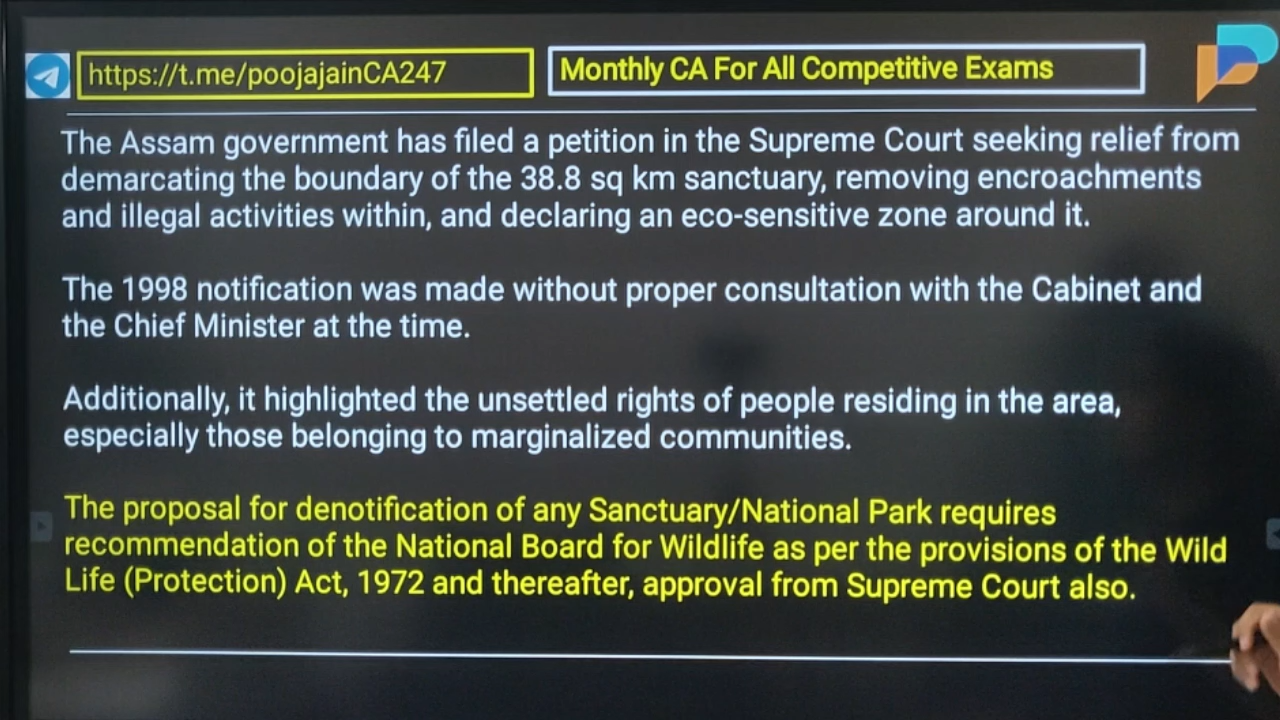 https://t.me/poojajainCA247
Monthly CA For All Competitive Exams
The Assam government has filed a petition in the Supreme Court seeking relief from
demarcating the boundary of the 38.8 sq km sanctuary, removing encroachments
and illegal activities within, and declaring an eco-sensitive zone around it.
The 1998 notification was made without proper consultation with the Cabinet and
the Chief Minister at the time.
Additionally, it highlighted the unsettled rights of people residing in the area,
especially those belonging to marginalized communities.
The proposal for denotification of any Sanctuary/National Park requires
recommendation of the National Board for Wildlife as per the provisions of the Wild
Life (Protection) Act, 1972 and thereafter, approval from Supreme Court also.